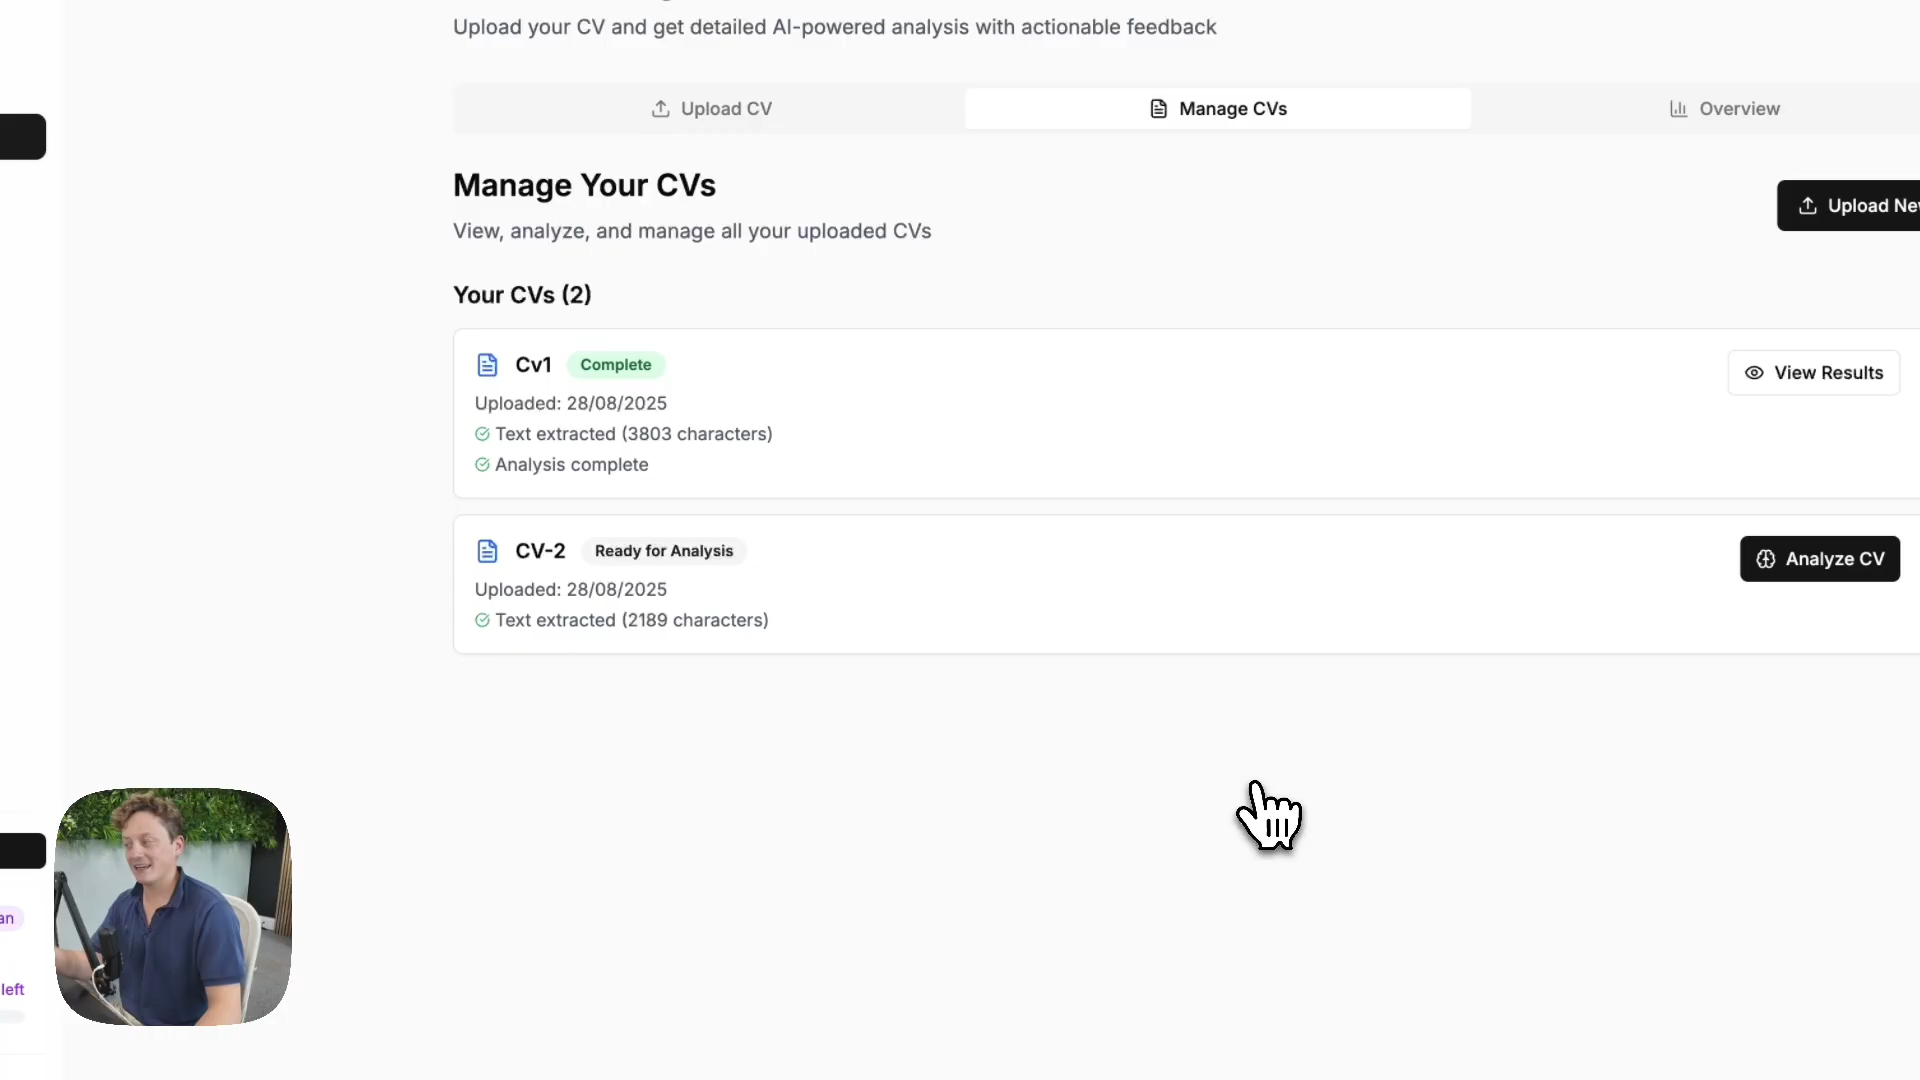 Upload your CV and get detailed AI-powered analysis with actionable feedback
Upload CV
Manage CVs
Overview
Manage Your CVs
Upload Ne
View, analyze, and manage all your uploaded CVs
Your CVs (2)
Cv1 Complete
View Results
Uploaded: 28/08/2025
Text extracted (3803 characters)
Analysis complete
CV-2 Ready for Analysis
Analyze CV
Uploaded: 28/08/2025
Text extracted (2189 characters)
an
left